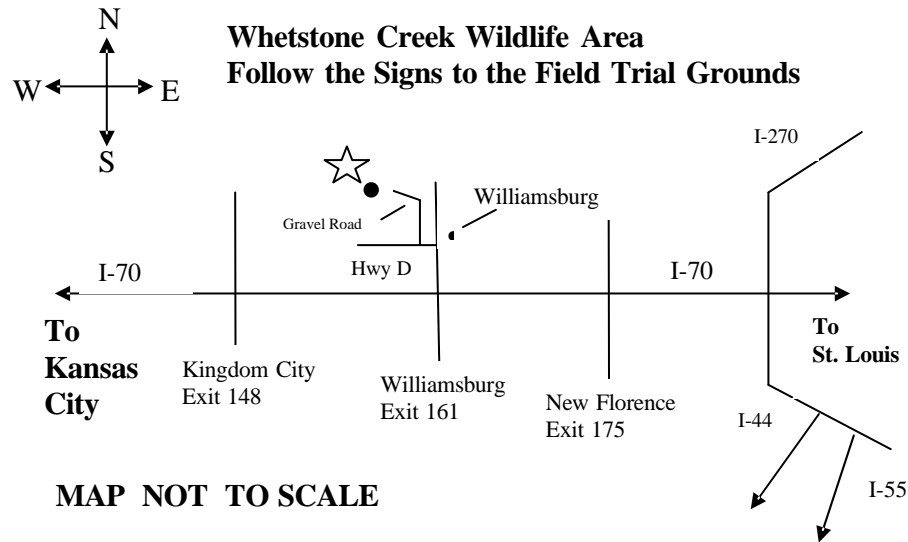 N
W E
S
Whetstone Creek Wildlife Area
Follow the Signs to the Field Trial Grounds
I-270
Williamsburg
Gravel Road
Hwy D
I-70
I-70
To
Kansas
City
Kingdom City
Exit 148
Williamsburg
Exit 161
New Florence
Exit 175
To
St. Louis
I-44
I-55
MAP NOT TO SCALE